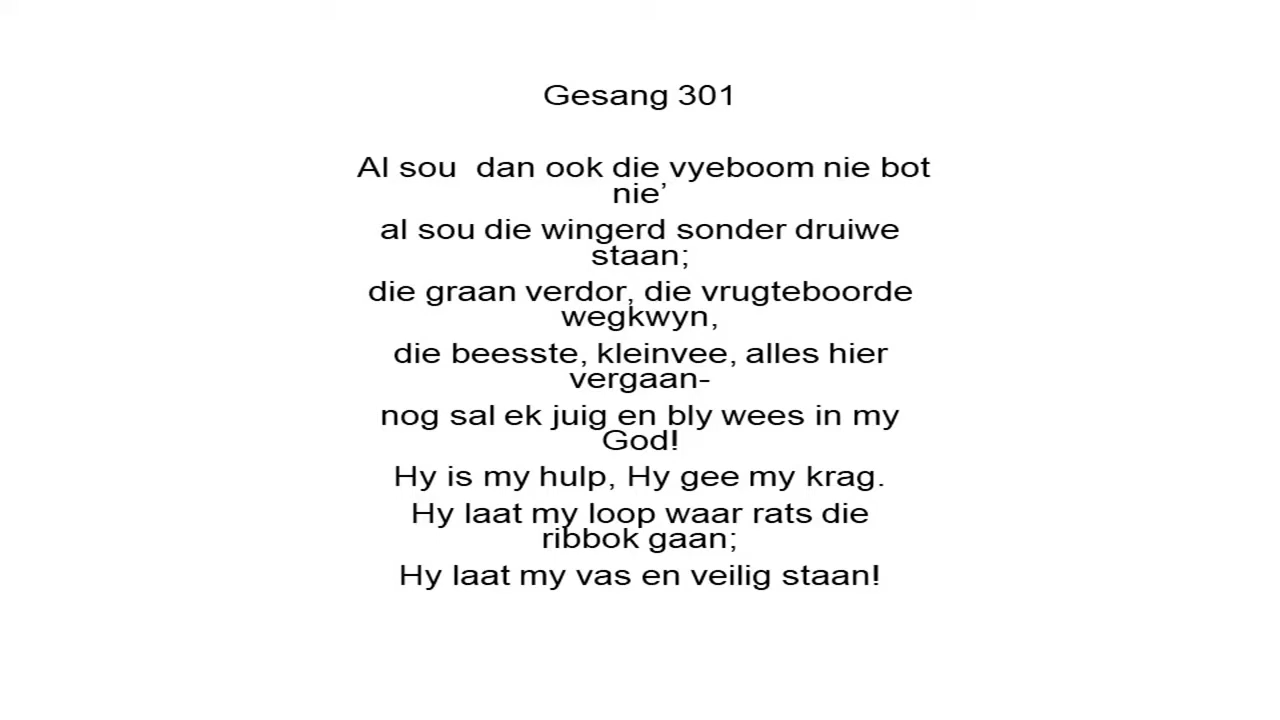 Gesang 301
Al sou  dan ook die vyeboom nie bot
nie’
al sou die wingerd sonder druiwe
staan;
die graan verdor, die vrugteboorde
wegkwyn,
die beesste, kleinvee, alles hier
vergaan-
nog sal ek juig en bly wees in my
God!
Hy is my hulp, Hy gee my krag.
Hy laat my loop waar rats die
ribbok gaan;
Hy laat my vas en veilig staan!